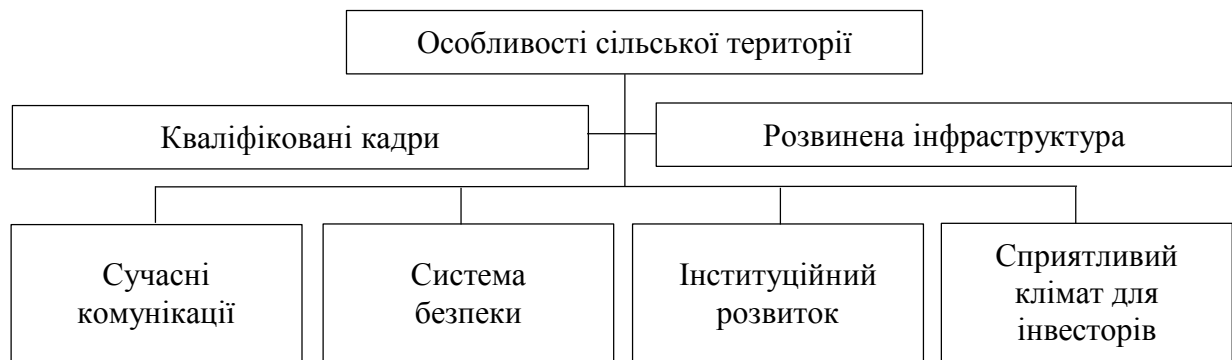 Особливості сільської території
Кваліфіковані кадри
Розвинена інфраструктура
Сучасні
комунікації
Система
безпеки
Інституційний
розвиток
Сприятливий
клімат для
інвесторів